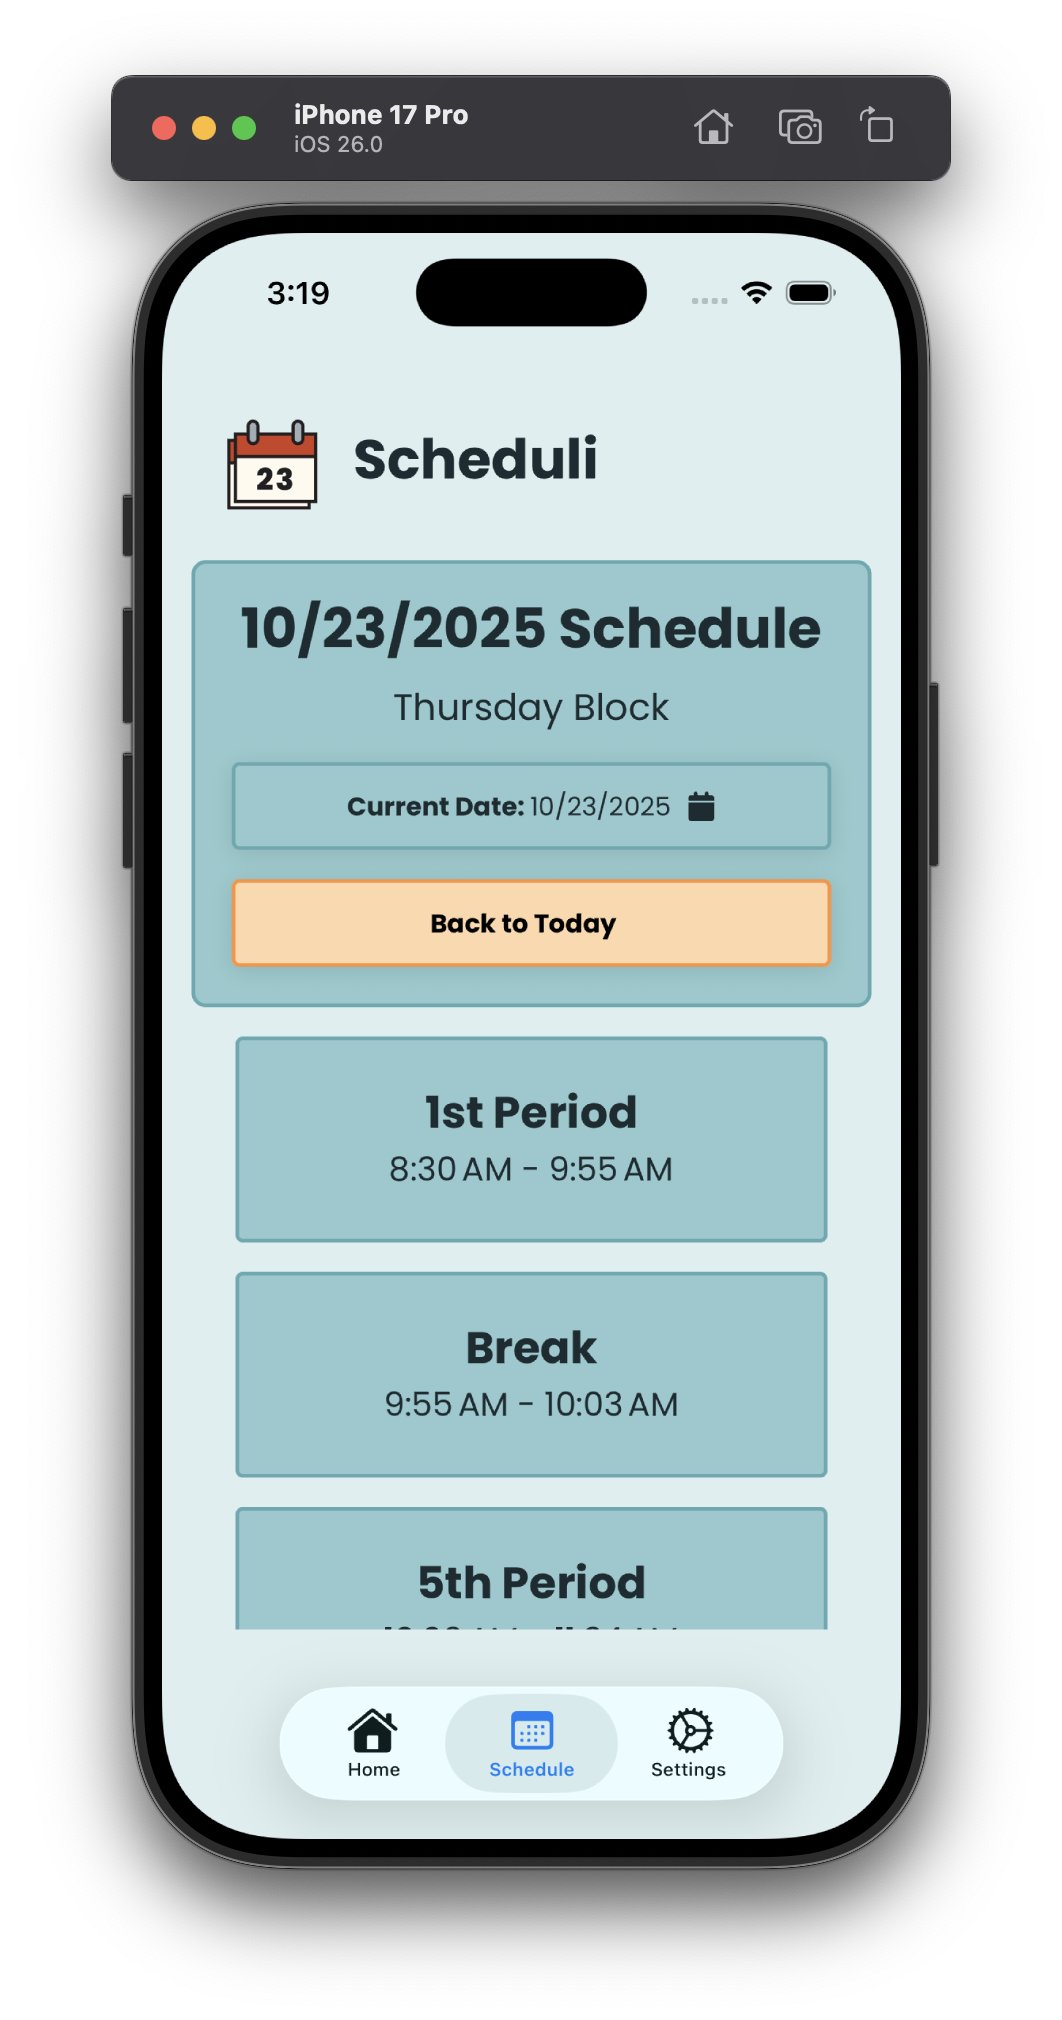 iPhone 17 Pro
iOS 26.0
3:19
23
Scheduli
10/23/2025 Schedule
Thursday Block
Current Date: 10/23/2025
Back to Today
1st Period
8:30 AM - 9:55 AM
Break
9:55 AM - 10:03 AM
5th Period
Home
Schedule
Settings